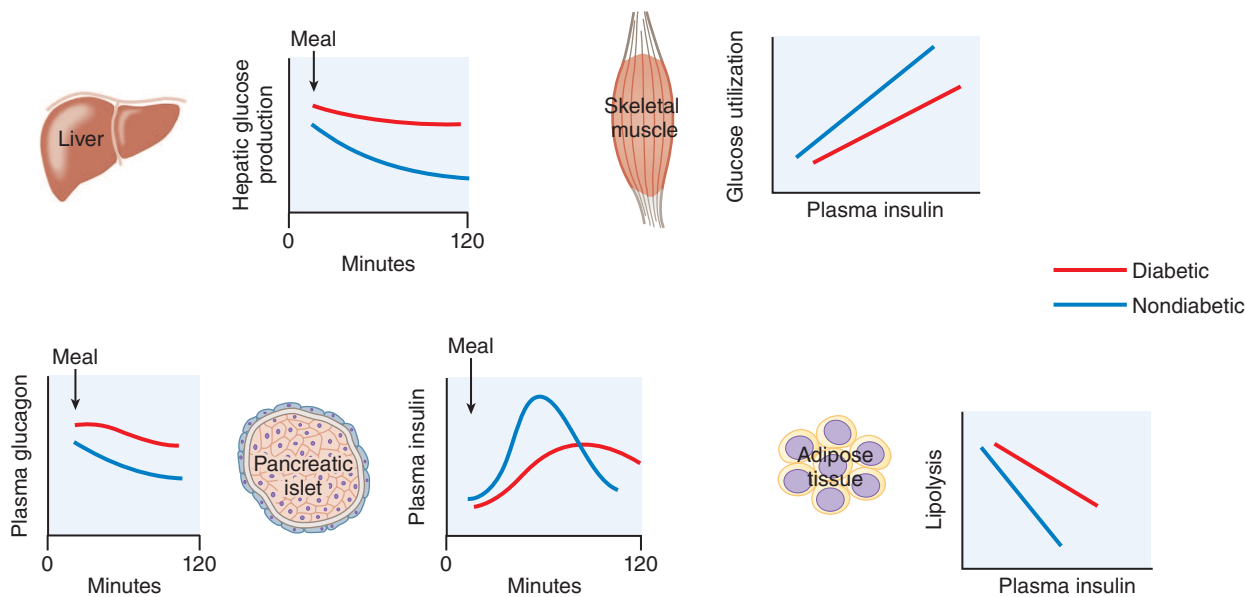 Meal
Liver
Hepatic glucose
production
0
120
Minutes
Skeletal
muscle
Glucose utilization
Plasma insulin
Diabetic
Nondiabetic
Meal
Plasma glucagon
0
120
Minutes
Pancreatic
islet
Meal
Plasma insulin
0
120
Minutes
Adipose
tissue
Lipolysis
Plasma insulin